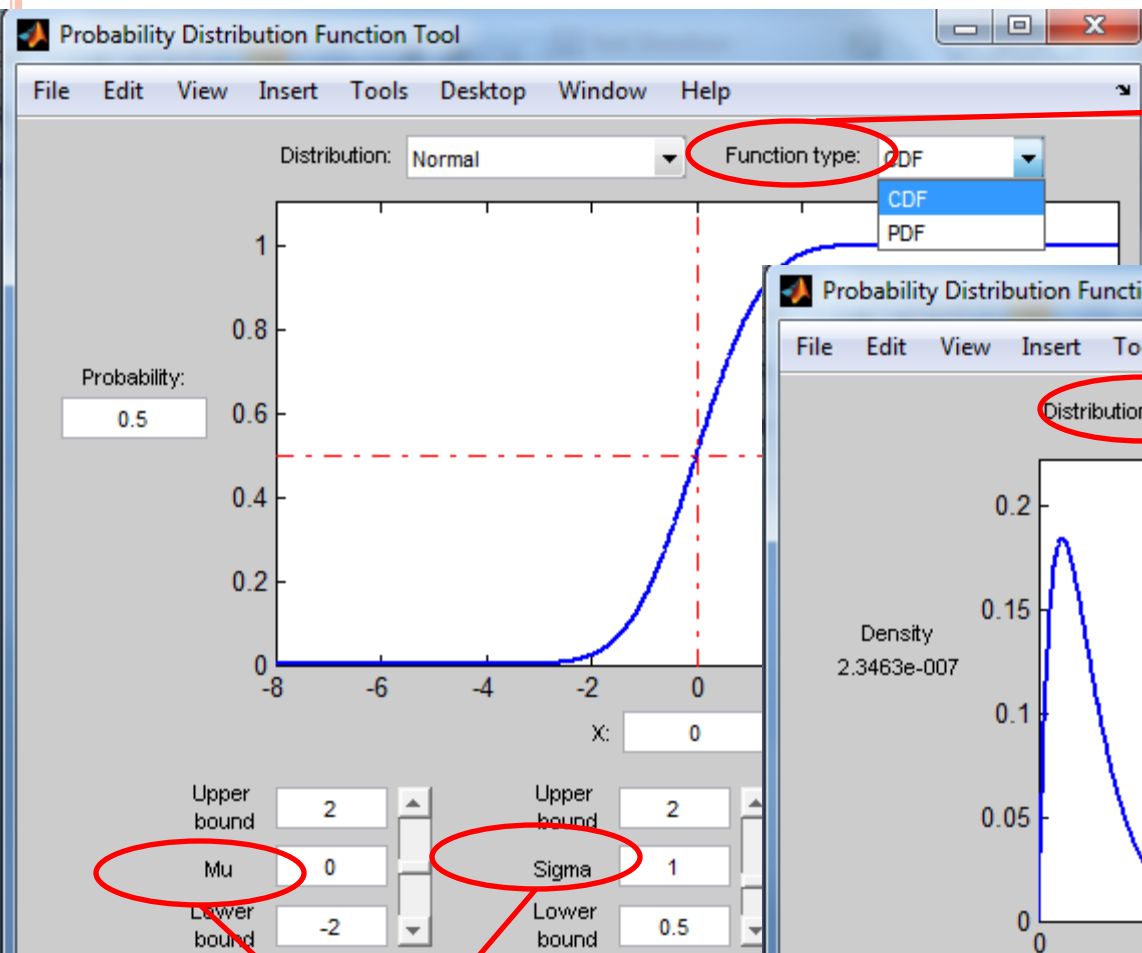 Probability Distribution Function Tool
File Edit View Insert Tools Desktop Window Help
Distribution: Normal Function type: CDF
CDF
PDF
1
0.8
0.6
0.4
0.2
0
Probability:
0.5
-8 -6 -4 -2 0
X: 0
Upper bound 2 Upper bound 2
Mu 0 Sigma 1
Lower bound -2 Lower bound 0.5
Probability Distribution Functi
File Edit View Insert To
Distribution
0.2
0.15
0.1
0.05
0
Density
2.3463e-007
0